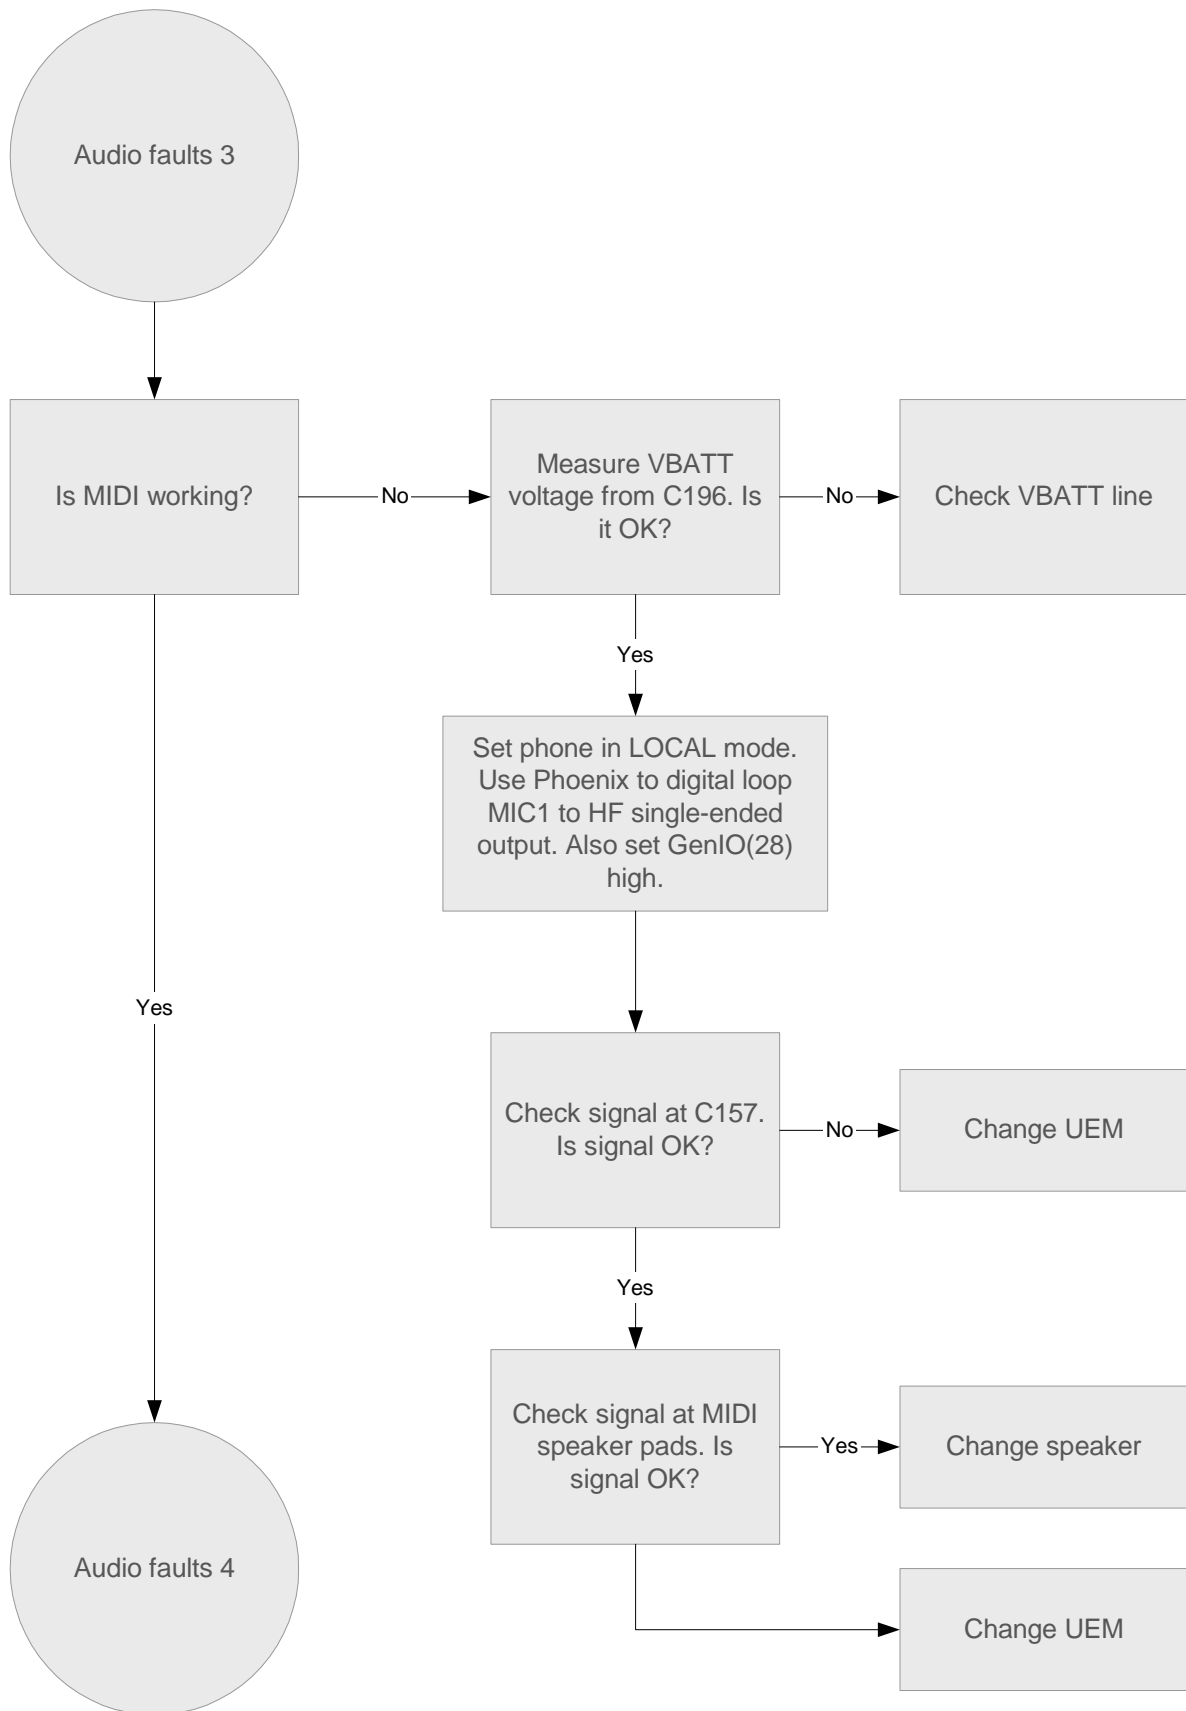 Audio faults 3
Is MIDI working?
No
Measure VBATT
voltage from C196. Is
it OK?
No
Check VBATT line
Yes
Set phone in LOCAL mode.
Use Phoenix to digital loop
MIC1 to HF single-ended
output. Also set GenIO(28)
high.
Yes
Check signal at C157.
Is signal OK?
No
Change UEM
Yes
Check signal at MIDI
speaker pads. Is
signal OK?
Yes
Change speaker
Audio faults 4
Change UEM